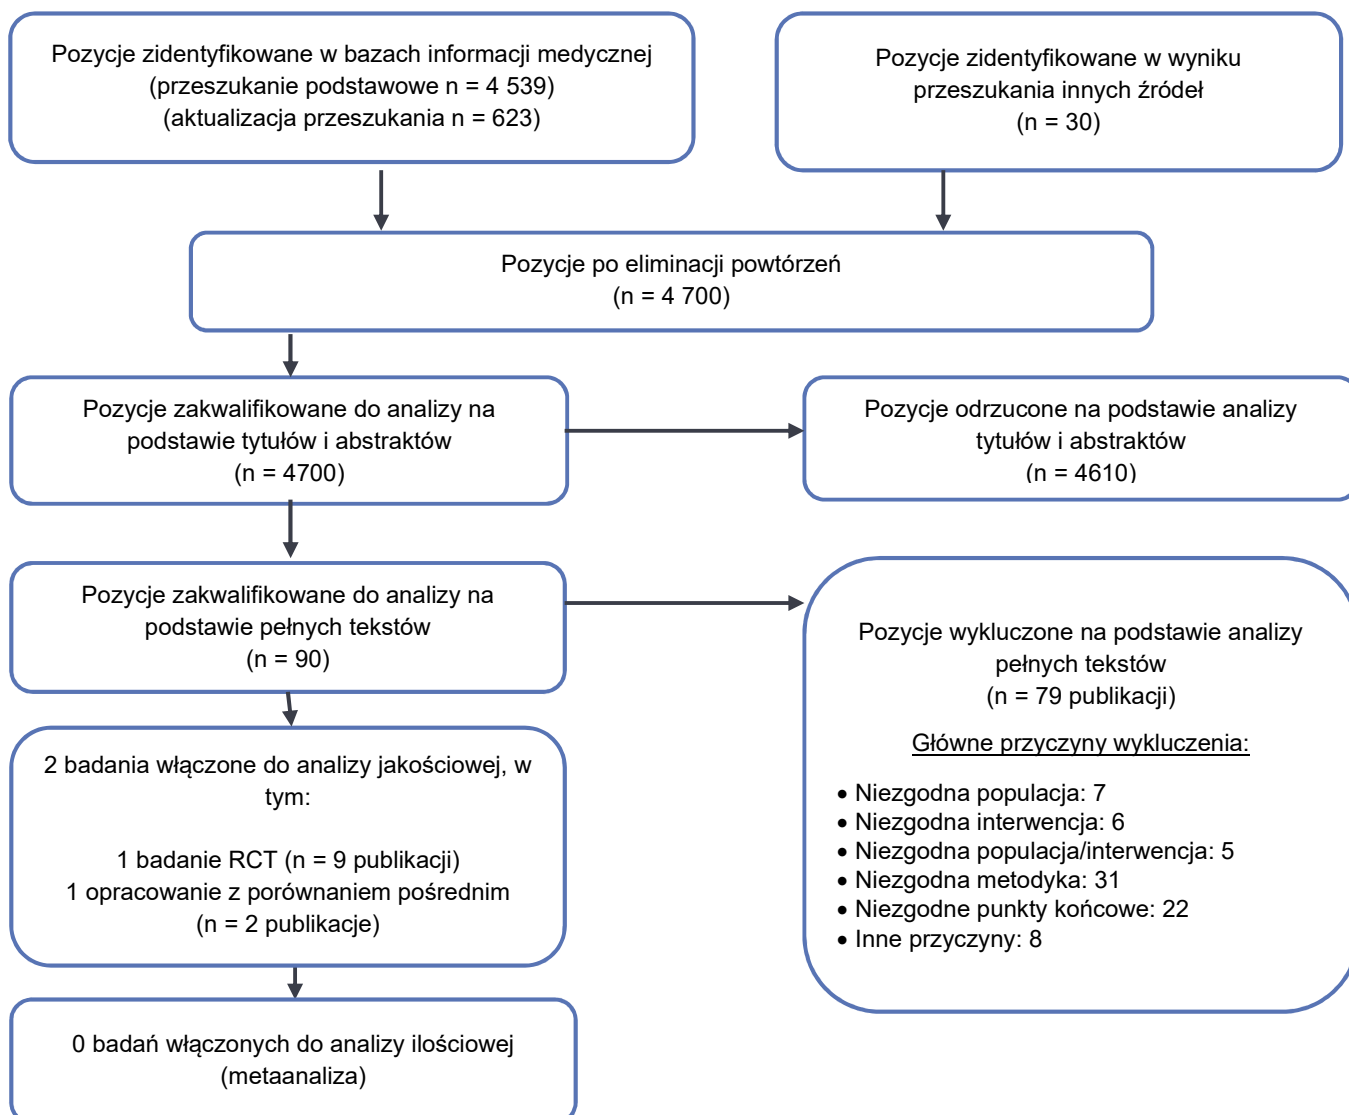 Pozycje zidentyfikowane w bazach informacji medycznej
(przeszukanie podstawowe n = 4 539)
(aktualizacja przeszukania n = 623)
Pozycje zidentyfikowane w wyniku
przeszukania innych źródeł
(n = 30)
Pozycje po eliminacji powtórzeń
(n = 4 700)
Pozycje zakwalifikowane do analizy na
podstawie tytułów i abstraktów
(n = 4700)
Pozycje odrzucone na podstawie analizy
tytułów i abstraktów
(n = 4610)
Pozycje zakwalifikowane do analizy na
podstawie pełnych tekstów
(n = 90)
Pozycje wykluczone na podstawie analizy
pełnych tekstów
(n = 79 publikacji)
Główne przyczyny wykluczenia:
• Niezgodna populacja: 7
• Niezgodna interwencja: 6
• Niezgodna populacja/interwencja: 5
• Niezgodna metodyka: 31
• Niezgodne punkty końcowe: 22
• Inne przyczyny: 8
2 badania włączone do analizy jakościowej, w
tym:
1 badanie RCT (n = 9 publikacji)
1 opracowanie z porównaniem pośrednim
(n = 2 publikacje)
0 badań włączonych do analizy ilościowej
(metaanaliza)